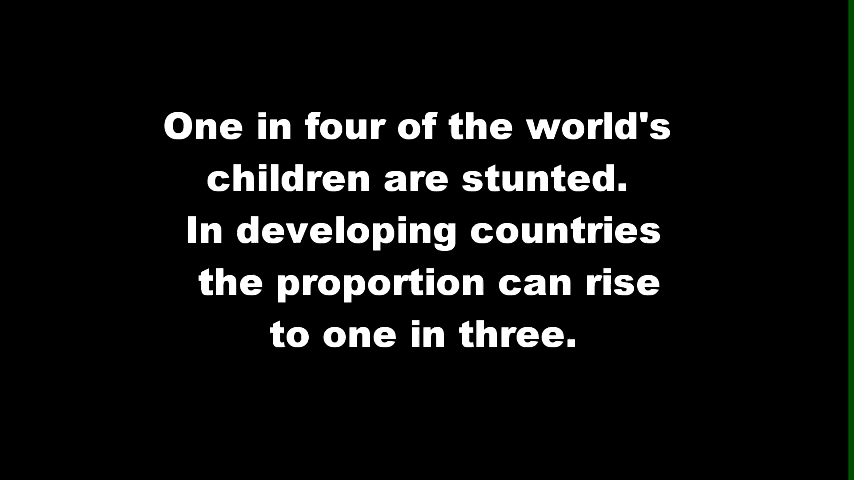 One in four of the world's
children are stunted.
In developing countries
the proportion can rise
to one in three.